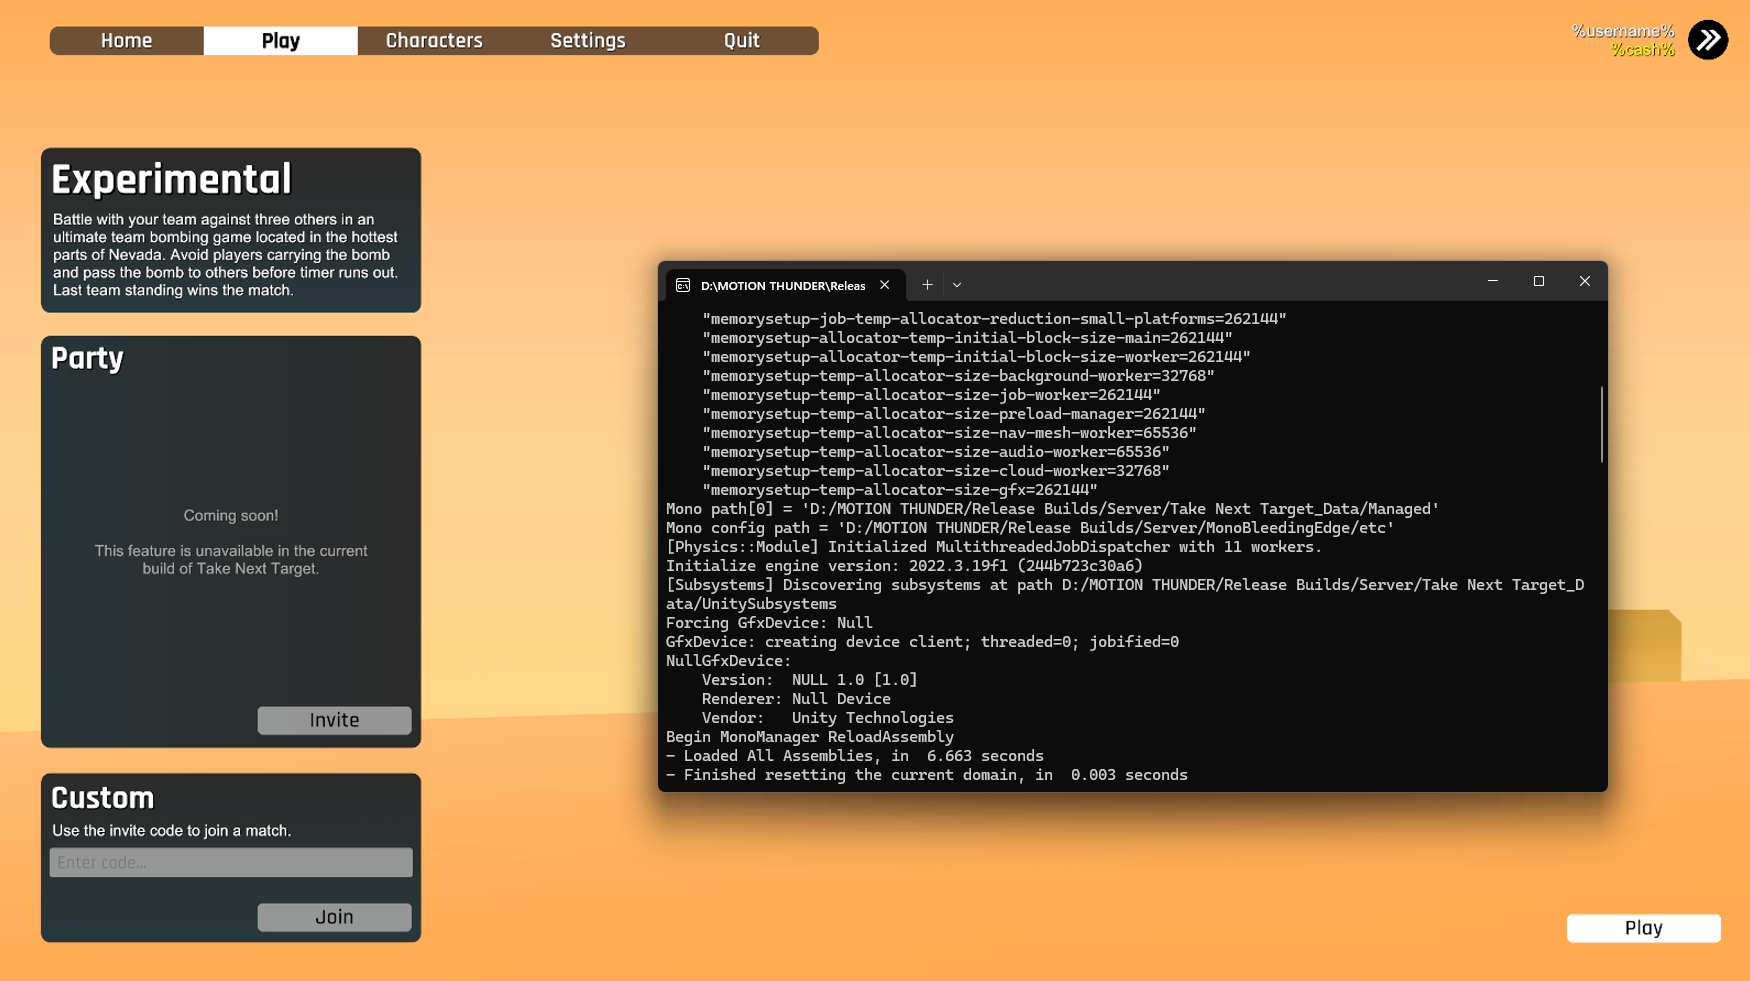 Home
Play
Characters
Settings
Quit
%username%
%cash%
Experimental
Battle with your team against three others in an
ultimate team bombing game located in the hottest
parts of Nevada. Avoid players carrying the bomb
and pass the bomb to others before timer runs out.
Last team standing wins the match.
Party
Coming soon!
This feature is unavailable in the current
build of Take Next Target.
Invite
Custom
Use the invite code to join a match.
Enter code...
Join
D:\MOTION THUNDER\Releas
"memorysetup-job-temp-allocator-reduction-small-platforms=262144"
"memorysetup-allocator-temp-initial-block-size-main=262144"
"memorysetup-allocator-temp-initial-block-size-worker=262144"
"memorysetup-temp-allocator-size-background-worker=32768"
"memorysetup-temp-allocator-size-job-worker=262144"
"memorysetup-temp-allocator-size-preload-manager=262144"
"memorysetup-temp-allocator-size-nav-mesh-worker=65536"
"memorysetup-temp-allocator-size-audio-worker=65536"
"memorysetup-temp-allocator-size-cloud-worker=32768"
"memorysetup-temp-allocator-size-gfx=262144"
Mono path[0] = 'D:/MOTION THUNDER/Release Builds/Server/Take Next Target_Data/Managed'
Mono config path = 'D:/MOTION THUNDER/Release Builds/Server/MonoBleedingEdge/etc'
[Physics::Module] Initialized MultithreadedJobDispatcher with 11 workers.
Initialize engine version: 2022.3.19f1 (244b723c30a6)
[Subsystems] Discovering subsystems at path D:/MOTION THUNDER/Release Builds/Server/Take Next Target_D
ata/UnitySubsystems
Forcing GfxDevice: Null
GfxDevice: creating device client; threaded=0; jobified=0
NullGfxDevice:
Version:  NULL 1.0 [1.0]
Renderer: Null Device
Vendor:   Unity Technologies
Begin MonoManager ReloadAssembly
- Loaded All Assemblies, in  6.663 seconds
- Finished resetting the current domain, in  0.003 seconds
Play